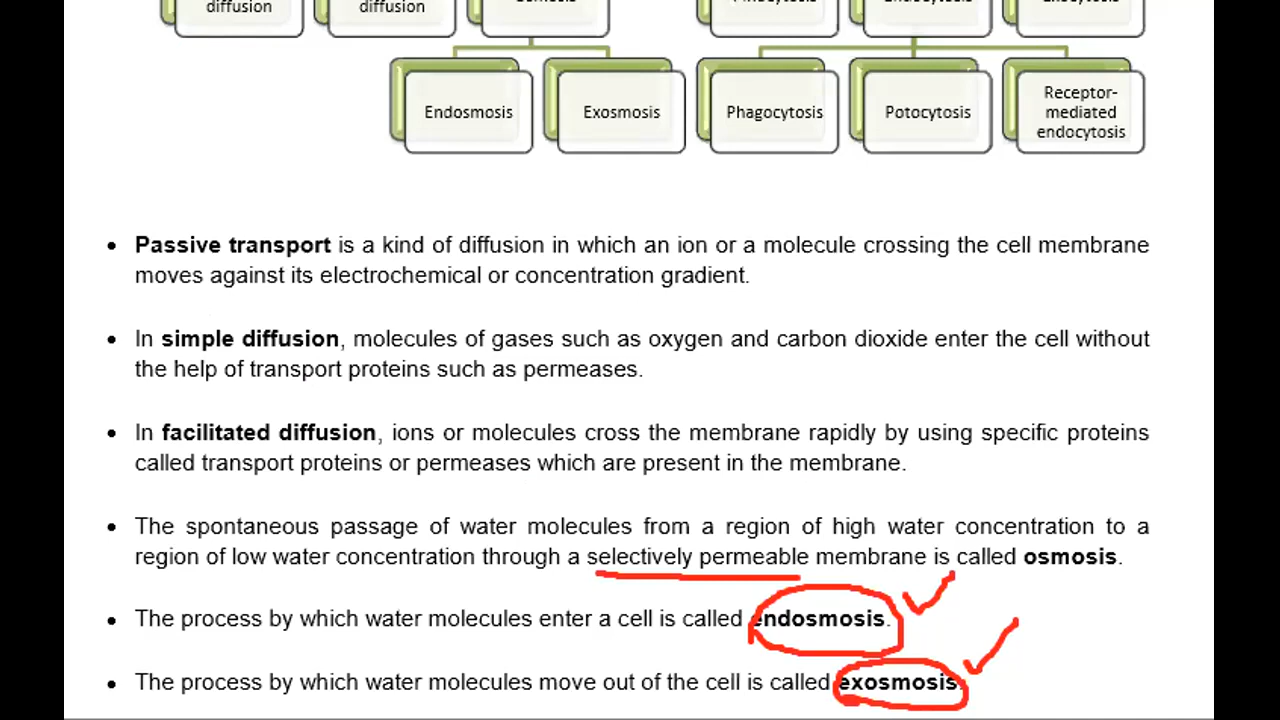 diffusion
diffusion
Osmosis
Pinocytosis
Endocytosis
Exocytosis
Endosmosis
Exosmosis
Phagocytosis
Potocytosis
Receptor-
mediated
endocytosis
• Passive transport is a kind of diffusion in which an ion or a molecule crossing the cell membrane
moves against its electrochemical or concentration gradient.
• In simple diffusion, molecules of gases such as oxygen and carbon dioxide enter the cell without
the help of transport proteins such as permeases.
• In facilitated diffusion, ions or molecules cross the membrane rapidly by using specific proteins
called transport proteins or permeases which are present in the membrane.
• The spontaneous passage of water molecules from a region of high water concentration to a
region of low water concentration through a selectively permeable membrane is called osmosis.
• The process by which water molecules enter a cell is called endosmosis.
• The process by which water molecules move out of the cell is called exosmosis.